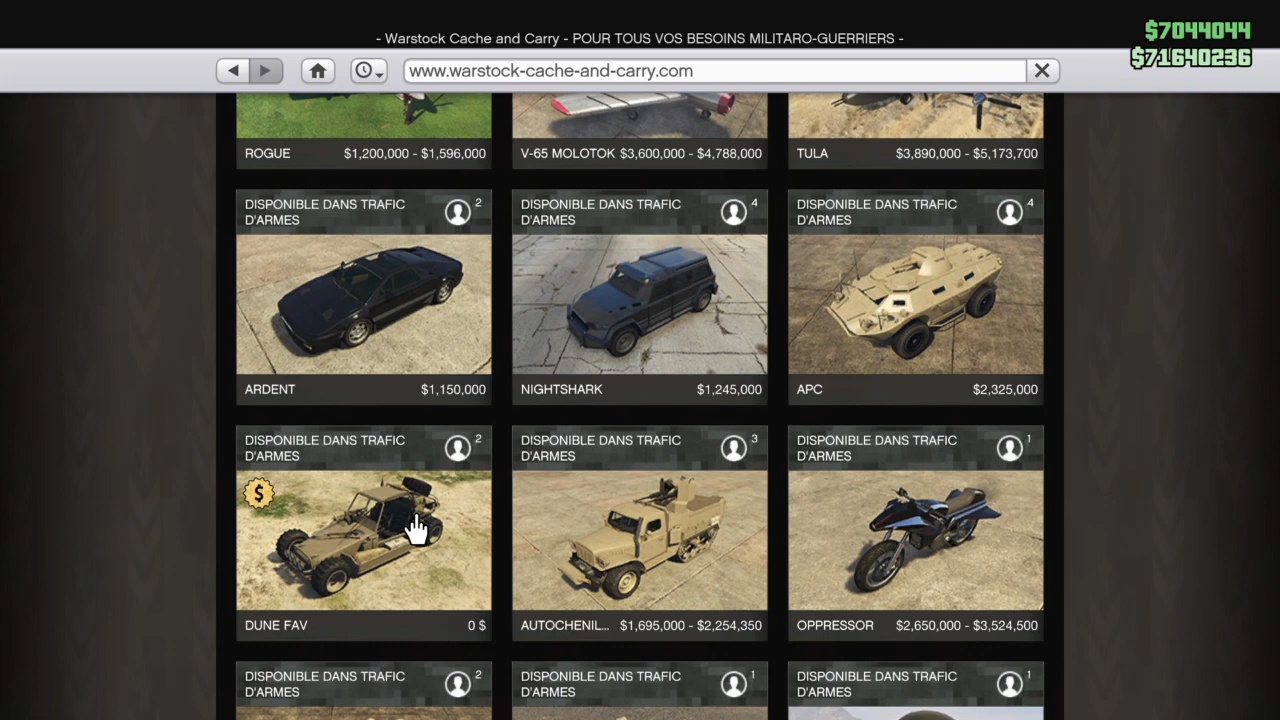 - Warstock Cache and Carry - POUR TOUS VOS BESOINS MILITARO-GUERRIERS -
$7044044
$71640236
www.warstock-cache-and-carry.com
ROGUE $1,200,000 - $1,596,000
V-65 MOLOTOK $3,600,000 - $4,788,000
TULA $3,890,000 - $5,173,700
DISPONIBLE DANS TRAFIC
D'ARMES
2
DISPONIBLE DANS TRAFIC
D'ARMES
4
DISPONIBLE DANS TRAFIC
D'ARMES
4
ARDENT $1,150,000
NIGHTSHARK $1,245,000
APC $2,325,000
DISPONIBLE DANS TRAFIC
D'ARMES
2
DISPONIBLE DANS TRAFIC
D'ARMES
3
DISPONIBLE DANS TRAFIC
D'ARMES
1
$
DUNE FAV 0 $
AUTOCHENIL... $1,695,000 - $2,254,350
OPPRESSOR $2,650,000 - $3,524,500
DISPONIBLE DANS TRAFIC
D'ARMES
2
DISPONIBLE DANS TRAFIC
D'ARMES
1
DISPONIBLE DANS TRAFIC
D'ARMES
1